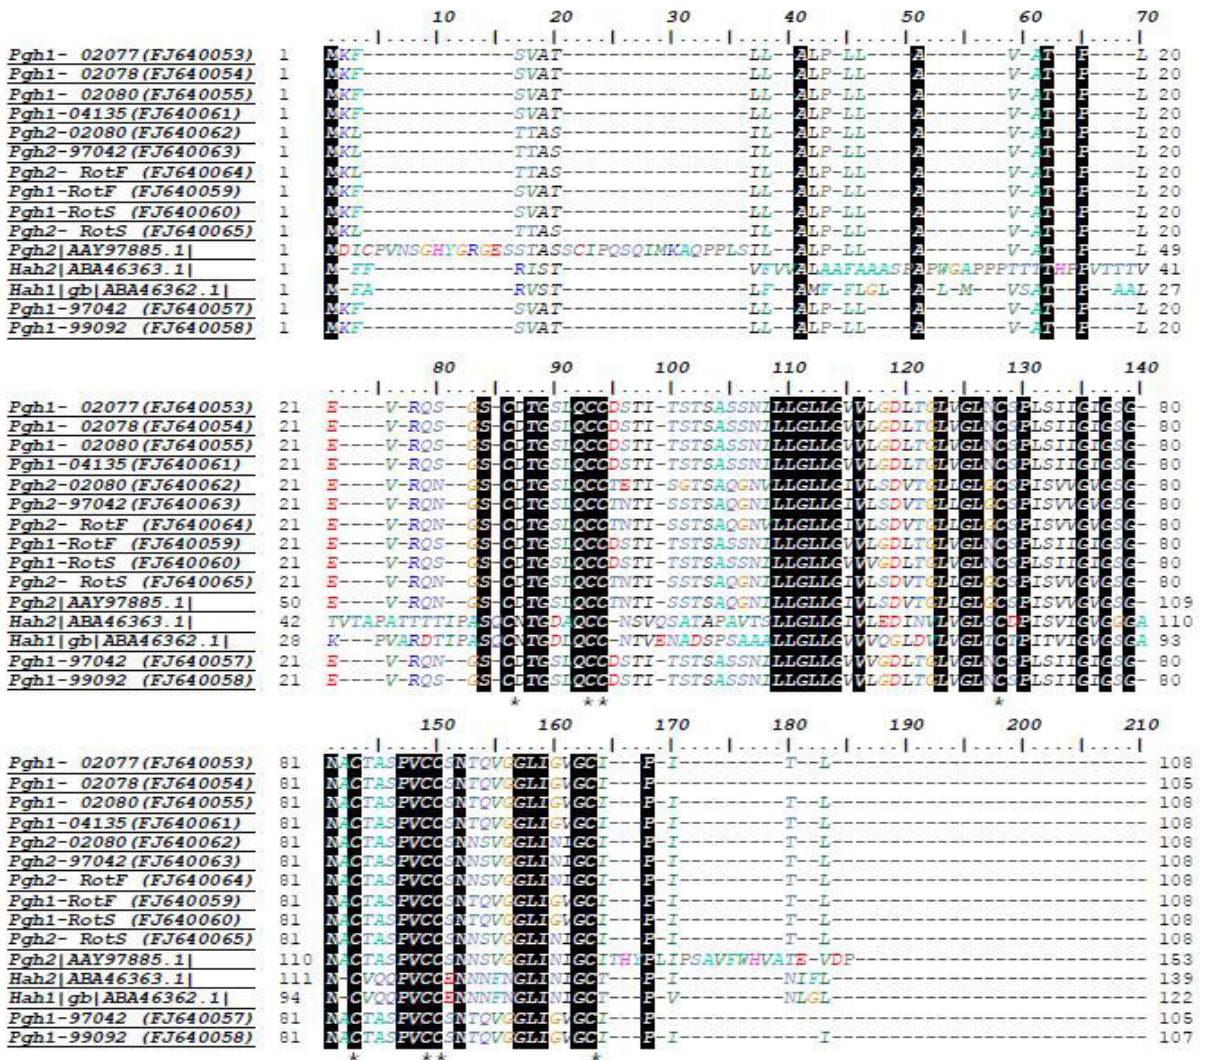 10 20 30 40 50 60 70
Pgh1- 02077(FJ640053) 1 MKF-------------SVAT----------------LL--ALP-LL----A-------V-AT--P----L 20
Pgh1- 02078(FJ640054) 1 MKF-------------SVAT----------------LL--ALP-LL----A-------V-AT--P----L 20
Pgh1- 02080(FJ640055) 1 MKF-------------SVAT----------------LL--ALP-LL----A-------V-AT--P----L 20
Pgh1-04135(FJ640061) 1 MKF-------------SVAT----------------LL--ALP-LL----A-------V-AT--P----L 20
Pgh2-02080(FJ640062) 1 MKL-------------TTAS----------------IL--ALP-LL----A-------V-AT--P----L 20
Pgh2-97042(FJ640063) 1 MKL-------------TTAS----------------IL--ALP-LL----A-------V-AT--P----L 20
Pgh2- RotF (FJ640064) 1 MKL-------------TTAS----------------IL--ALP-LL----A-------V-AT--P----L 20
Pgh1-RotF (FJ640059) 1 MKF-------------SVAT----------------LL--ALP-LL----A-------V-AT--P----L 20
Pgh1-RotS (FJ640060) 1 MKF-------------SVAT----------------LL--ALP-LL----A-------V-AT--P----L 20
Pgh2- RotS (FJ640065) 1 MKL-------------TTAS----------------IL--ALP-LL----A-------V-AT--P----L 20
Pgh2|AAY97885.1| 1 MDICPVNSGHYGRGESSTASSCIPQSQIMKAQPPLSIL--ALP-LL----A-------V-AT--P----L 49
Hah2|ABA46363.1| 1 M-FF------------RIST----------------VFVVALAAFAAASPAPWGAPPPTTTTHPPVTTTV 41
Hah1|gb|ABA46362.1| 1 M-FA------------RVST----------------LF--AMF-FLGL--A-L-M---VSAT--P--AAL 27
Pgh1-97042 (FJ640057) 1 MKF-------------SVAT----------------LL--ALP-LL----A-------V-AT--P----L 20
Pgh1-99092 (FJ640058) 1 MKF-------------SVAT----------------LL--ALP-LL----A-------V-AT--P----L 20
80 90 100 110 120 130 140
Pgh1- 02077(FJ640053) 21 E----V-RQS--GS-CDTGSLQCCDSTI-TSTSASSNILLGLLGVVLGDLTGLVGLNCSPLSIIGIGSG- 80
Pgh1- 02078(FJ640054) 21 E----V-RQS--GS-CDTGSLQCCDSTI-TSTSASSNILLGLLGVVLGDLTGLVGLNCSPLSIIGIGSG- 80
Pgh1- 02080(FJ640055) 21 E----V-RQS--GS-CDTGSLQCCDSTI-TSTSASSNILLGLLGVVLGDLTGLVGLNCSPLSIIGIGSG- 80
Pgh1-04135(FJ640061) 21 E----V-RQN--GS-CDTGSLQCCDSTI-TSTSASSNILLGLLGVVLGDLTGLVGLNCSPLSIIGIGSG- 80
Pgh2-02080(FJ640062) 21 E----V-RQN--GS-CDTGSLQCCTETI-SGTSAQGNVLLGLLGIVLSDVTGLVGLGCSPISVVGVGSG- 80
Pgh2-97042(FJ640063) 21 E----V-RQN--GS-CDTGSLQCCTNTI-SSTSAQGNILLGLLGIVLSDVTGLVGLGCSPISVVGVGSG- 80
Pgh2- RotF (FJ640064) 21 E----V-RQN--GS-CDTGSLQCCTNTI-SSTSAQGNVLLGLLGIVLSDVTGLIGLGCSPISVVGVGSG- 80
Pgh1-RotF (FJ640059) 21 E----V-RQS--GS-CDTGSLQCCDSTI-TSTSASSNILLGLLGVVLGDLTGLVGLNCSPLSIIGIGSG- 80
Pgh1-RotS (FJ640060) 21 E----V-RQN--GS-CDTGSLQCCDSTI-TSTSASSNILLGLLGVVVGDLTGLVGLNCSPLSIIGIGSG- 80
Pgh2- RotS (FJ640065) 21 E----V-RQN--GS-CDTGSLQCCTNTI-SSTSAQGNILLGLLGIVLSDVTGLIGLGCSPISVVGVGSG- 80
Pgh2|AAY97885.1| 50 E----V-RQN--GS-CDTGSLQCCTNTI-SSTSAQGNILLGLLGIVLSDVTGLVGLGCSPISVVGVGSG- 109
Hah2|ABA46363.1| 42 TVTAPATTTTIPASQCNTGDAQCC-NSVQSATAPAVTSLLGLLGVVLEDINVLVGLSCDPITVIGVGGGA 110
Hah1|gb|ABA46362.1| 28 K---PVARDTIPASQCNTGDLQCCNTVENADSPSAAALLGLLGVVVQGLDVLVGLTCTPITVIGVGSGA 93
Pgh1-97042 (FJ640057) 21 E----V-RQN--GS-CDTGSLQCCDSTI-TSTSASSNILLGLLGVVVGDLTGLVGLNCSPLSIIGIGSG- 80
Pgh1-99092 (FJ640058) 21 E----V-RQS--GS-CDTGSLQCCDSTI-TSTSASSNILLGLLGVVLGDLTGLVGLNCSPLSIIGIGSG- 80
* ** *
150 160 170 180 190 200 210
Pgh1- 02077(FJ640053) 81 NACTASPVCCSNTQVGGLIGVGCI---P-I---------T--L--------------------------- 108
Pgh1- 02078(FJ640054) 81 NACTASPVCCSNTQVGGLIGVGCI---P------------------------------------------ 105
Pgh1- 02080(FJ640055) 81 NACTASPVCCSNTQVGGLIGVGCI---P-I---------T--L--------------------------- 108
Pgh1-04135(FJ640061) 81 NACTASPVCCSNTQVGGLIGVGCI---P-I---------T--L--------------------------- 108
Pgh2-02080(FJ640062) 81 NACTASPVCCSNNSVGGLINIGCI---P-I---------T--L--------------------------- 108
Pgh2-97042(FJ640063) 81 NACTASPVCCSNNSVGGLINIGCI---P-I---------T--L--------------------------- 108
Pgh2- RotF (FJ640064) 81 NACTASPVCCSNNSVGGLINIGCI---P-I---------T--L--------------------------- 108
Pgh1-RotF (FJ640059) 81 NACTASPVCCSNTQVGGLIGVGCI---P-I---------T--L--------------------------- 108
Pgh1-RotS (FJ640060) 81 NACTASPVCCSNTQVGGLIGVGCI---P-I---------T--L--------------------------- 108
Pgh2- RotS (FJ640065) 81 NACTASPVCCSNNSVGGLINIGCI---P-I---------T--L--------------------------- 108
Pgh2|AAY97885.1| 110 NACTASPVCCSNNSVGGLINIGCITHYPLIPSAVFWHVATE-VDP------------------------- 153
Hah2|ABA46363.1| 111 N-CVQQPVCCENNNFNGLINIGCT---P-I---------NIFL--------------------------- 139
Hah1|gb|ABA46362.1| 94 N-CVQQPVCCENNNFNGLINIGCT---P-V---------NLGL--------------------------- 122
Pgh1-97042 (FJ640057) 81 NACTASPVCCSNTQVGGLIGVGCI---P------------------------------------------ 105
Pgh1-99092 (FJ640058) 81 NACTASPVCCSNTQVGGLIGVGCI---P-I------------I--------------------------- 107
* ** *